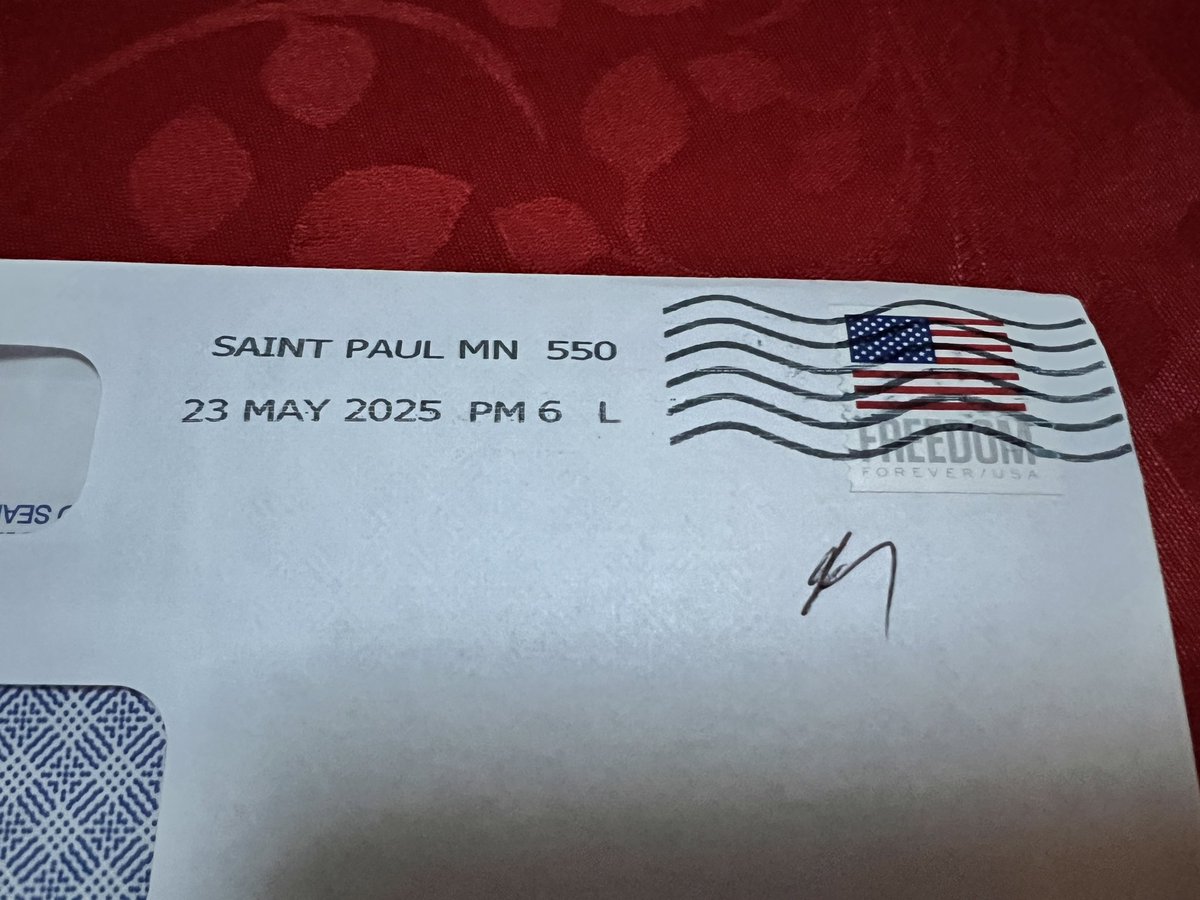 SAINT PAUL MN 550
23 MAY 2025 PM 6 L
FREEDOM
FOREVER/USA